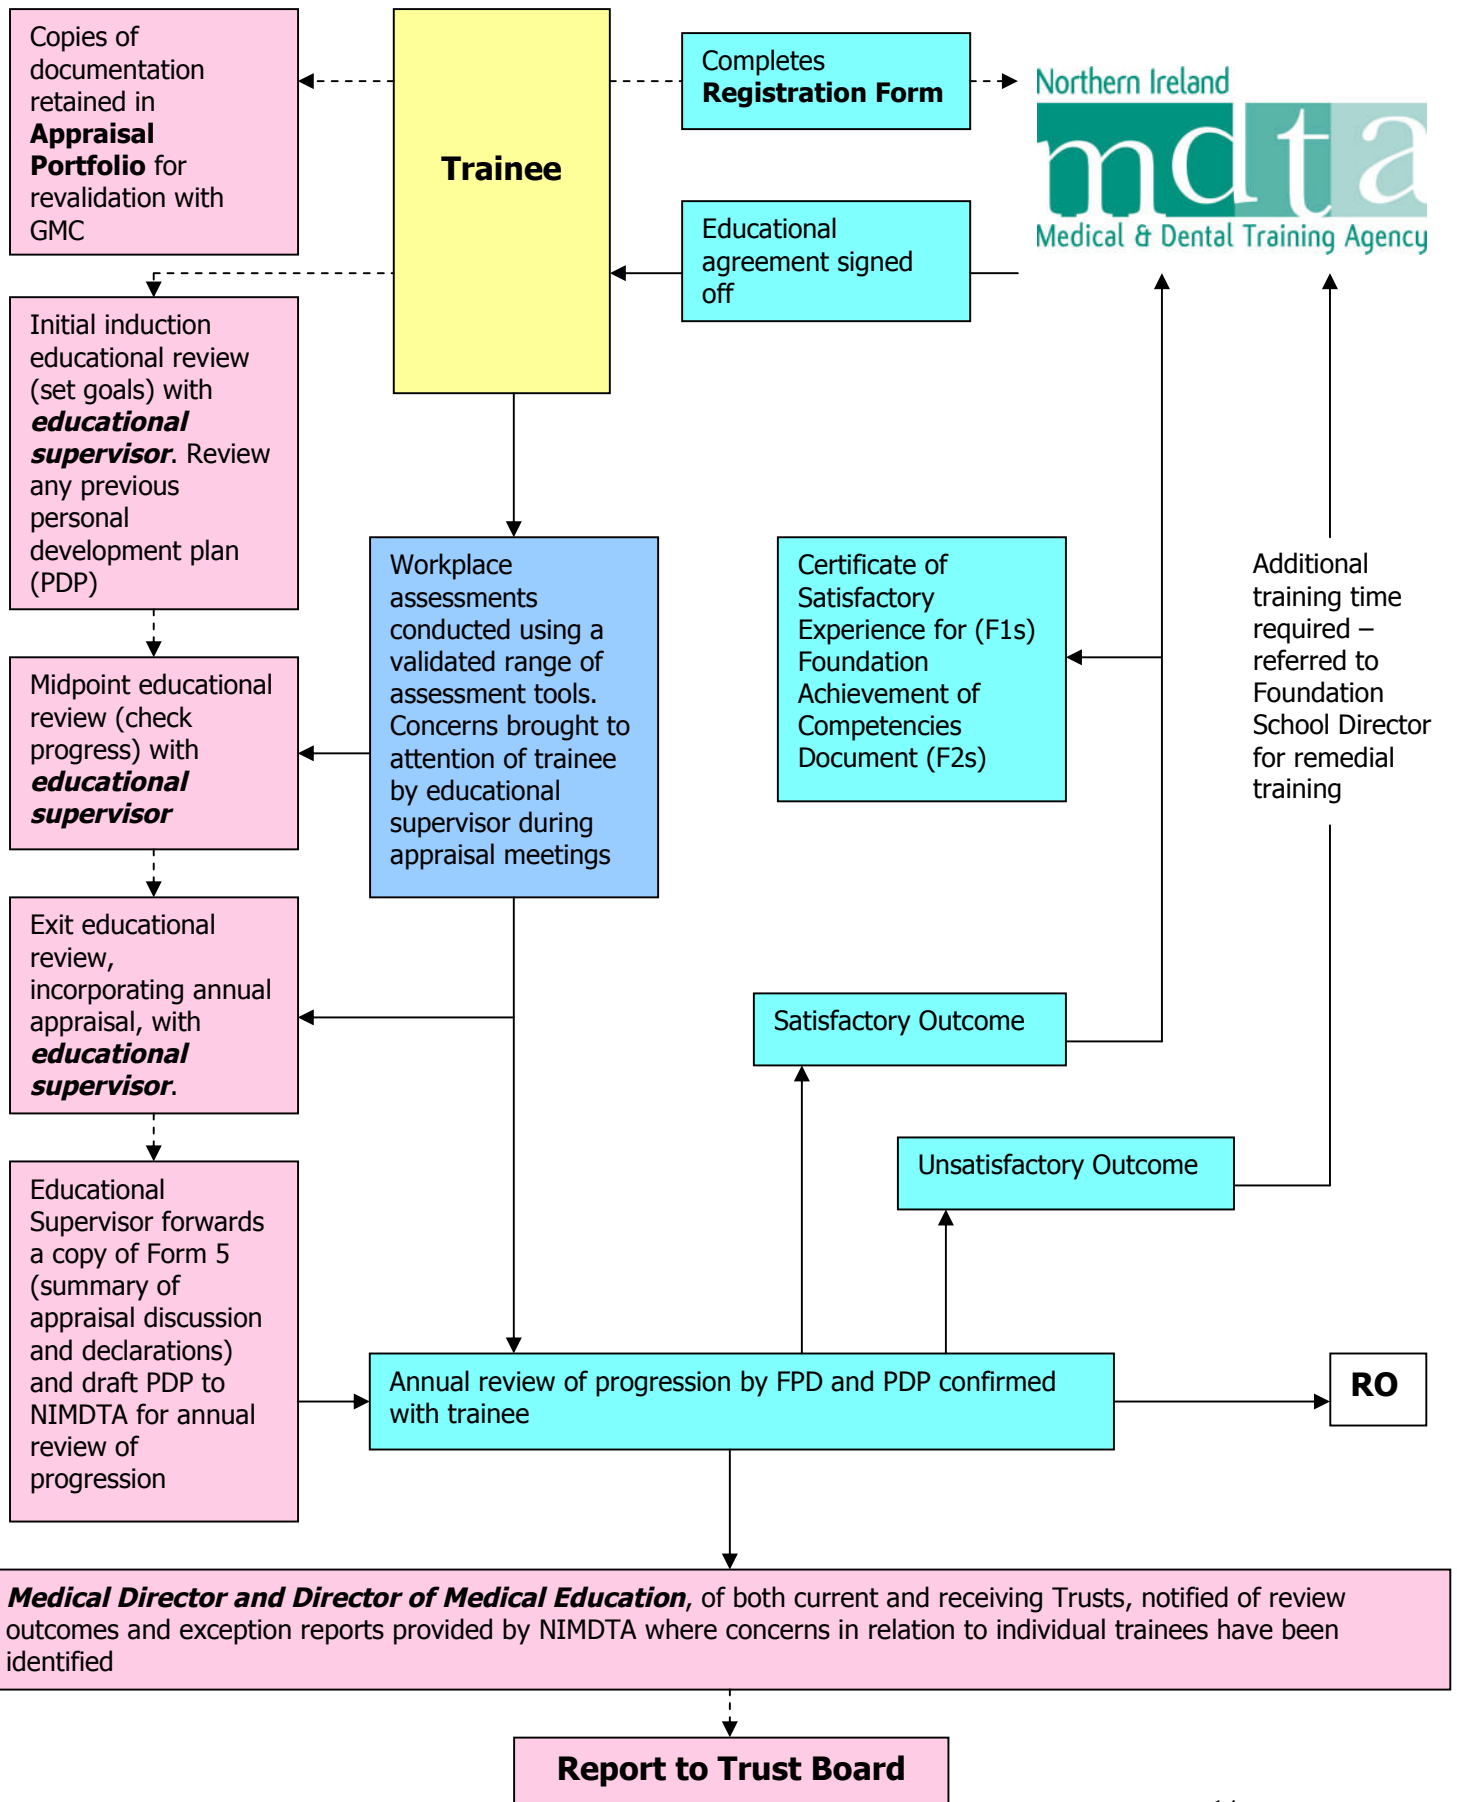 Copies of
documentation
retained in
Appraisal
Portfolio for
revalidation with
GMC
Trainee
Completes
Registration Form
Northern Ireland
mdta
Medical & Dental Training Agency
Educational
agreement signed
off
Initial induction
educational review
(set goals) with
educational
supervisor. Review
any previous
personal
development plan
(PDP)
Workplace
assessments
conducted using a
validated range of
assessment tools.
Concerns brought to
attention of trainee
by educational
supervisor during
appraisal meetings
Certificate of
Satisfactory
Experience for (F1s)
Foundation
Achievement of
Competencies
Document (F2s)
Additional
training time
required –
referred to
Foundation
School Director
for remedial
training
Midpoint educational
review (check
progress) with
educational
supervisor
Exit educational
review,
incorporating annual
appraisal, with
educational
supervisor.
Satisfactory Outcome
Unsatisfactory Outcome
Educational
Supervisor forwards
a copy of Form 5
(summary of
appraisal discussion
and declarations)
and draft PDP to
NIMDTA for annual
review of
progression
Annual review of progression by FPD and PDP confirmed
with trainee
RO
Medical Director and Director of Medical Education, of both current and receiving Trusts, notified of review
outcomes and exception reports provided by NIMDTA where concerns in relation to individual trainees have been
identified
Report to Trust Board